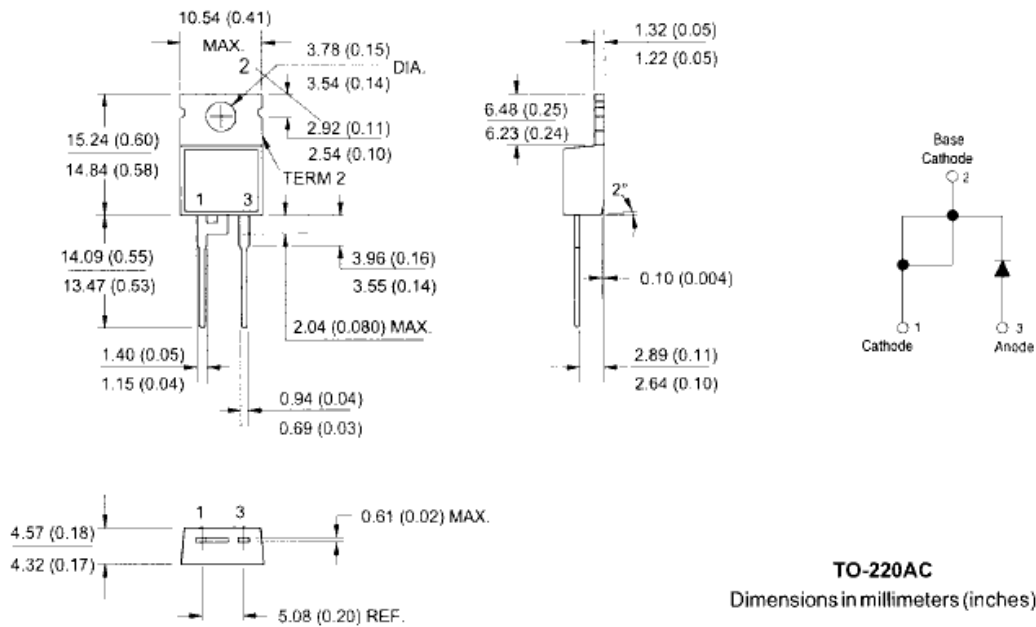 10.54 (0.41)
MAX.
2
3.78 (0.15)
3.54 (0.14)
DIA.
2.92 (0.11)
2.54 (0.10)
TERM 2
15.24 (0.60)
14.84 (0.58)
1 3
14.09 (0.55)
13.47 (0.53)
3.96 (0.16)
3.55 (0.14)
2.04 (0.080) MAX.
1.40 (0.05)
1.15 (0.04)
0.94 (0.04)
0.69 (0.03)
1.32 (0.05)
1.22 (0.05)
6.48 (0.25)
6.23 (0.24)
2°
0.10 (0.004)
2.89 (0.11)
2.64 (0.10)
Base
Cathode
2
1
Cathode
3
Anode
1 3
4.57 (0.18)
4.32 (0.17)
0.61 (0.02) MAX.
5.08 (0.20) REF.
TO-220AC
Dimensions in millimeters (inches)